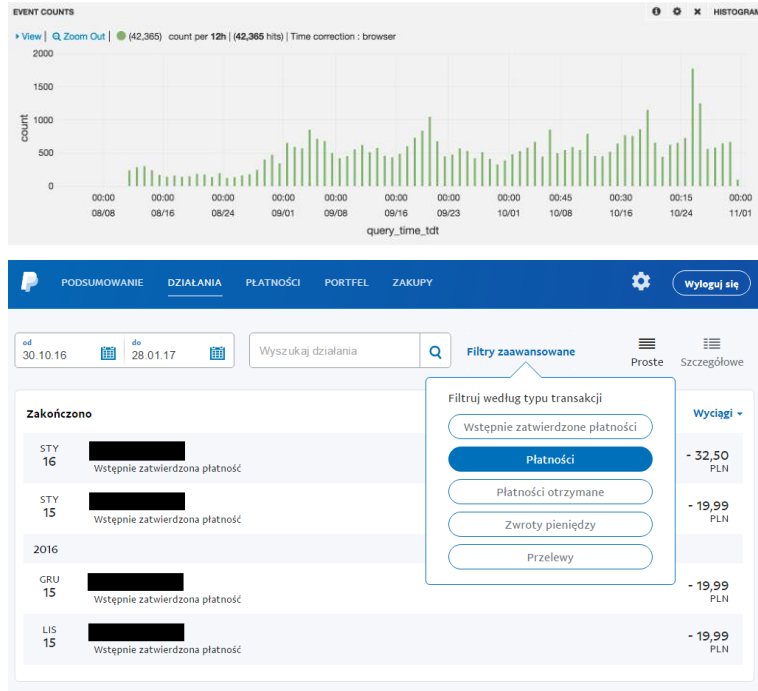 EVENT COUNTS
HISTOGRAM
View | Zoom Out | (42,365) count per 12h | (42,365 hits) | Time correction : browser
2000
1500
1000
500
0
count
00:00 00:00 00:00 00:00 00:00 00:00 00:00 00:00 00:45 00:30 00:15 00:00
08/08 08/16 08/24 09/01 09/08 09/16 09/23 10/01 10/08 10/16 10/24 11/01
query_time_tdt
PODSUMOWANIE DZIAŁANIA PŁATNOŚCI PORTFEL ZAKUPY Wyloguj się
od do
30.10.16 28.01.17
Wyszukaj działania
Filtry zaawansowane
Proste Szczegółowe
Filtruj według typu transakcji
Wstępnie zatwierdzone płatności
Płatności
Płatności otrzymane
Zwroty pieniędzy
Przelewy
Zakończono
Wyciągi
STY
16
Wstępnie zatwierdzona płatność
- 32,50
PLN
STY
15
Wstępnie zatwierdzona płatność
- 19,99
PLN
2016
GRU
15
Wstępnie zatwierdzona płatność
- 19,99
PLN
LIS
15
Wstępnie zatwierdzona płatność
- 19,99
PLN